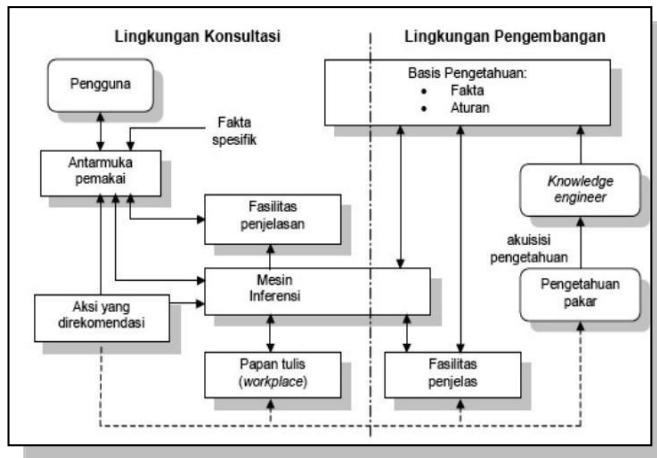 Lingkungan Konsultasi
Lingkungan Pengembangan
Pengguna
Basis Pengetahuan:
• Fakta
• Aturan
Fakta
spesifik
Antarmuka
pemakai
Knowledge
engineer
Fasilitas
penjelasan
akuisisi
pengetahuan
Mesin
Inferensi
Pengetahuan
pakar
Aksi yang
direkomendasi
Papan tulis
(workplace)
Fasilitas
penjelas